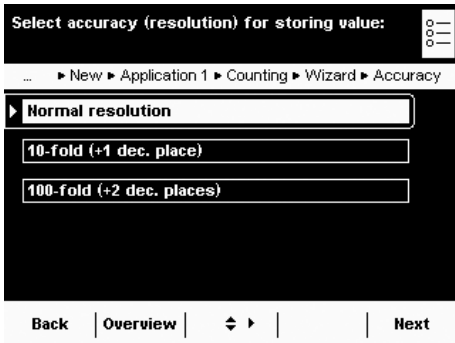 Select accuracy (resolution) for storing value:
... ▸ New ▸ Application 1 ▸ Counting ▸ Wizard ▸ Accuracy
Normal resolution
10-fold (+1 dec. place)
100-fold (+2 dec. places)
Back Overview Next